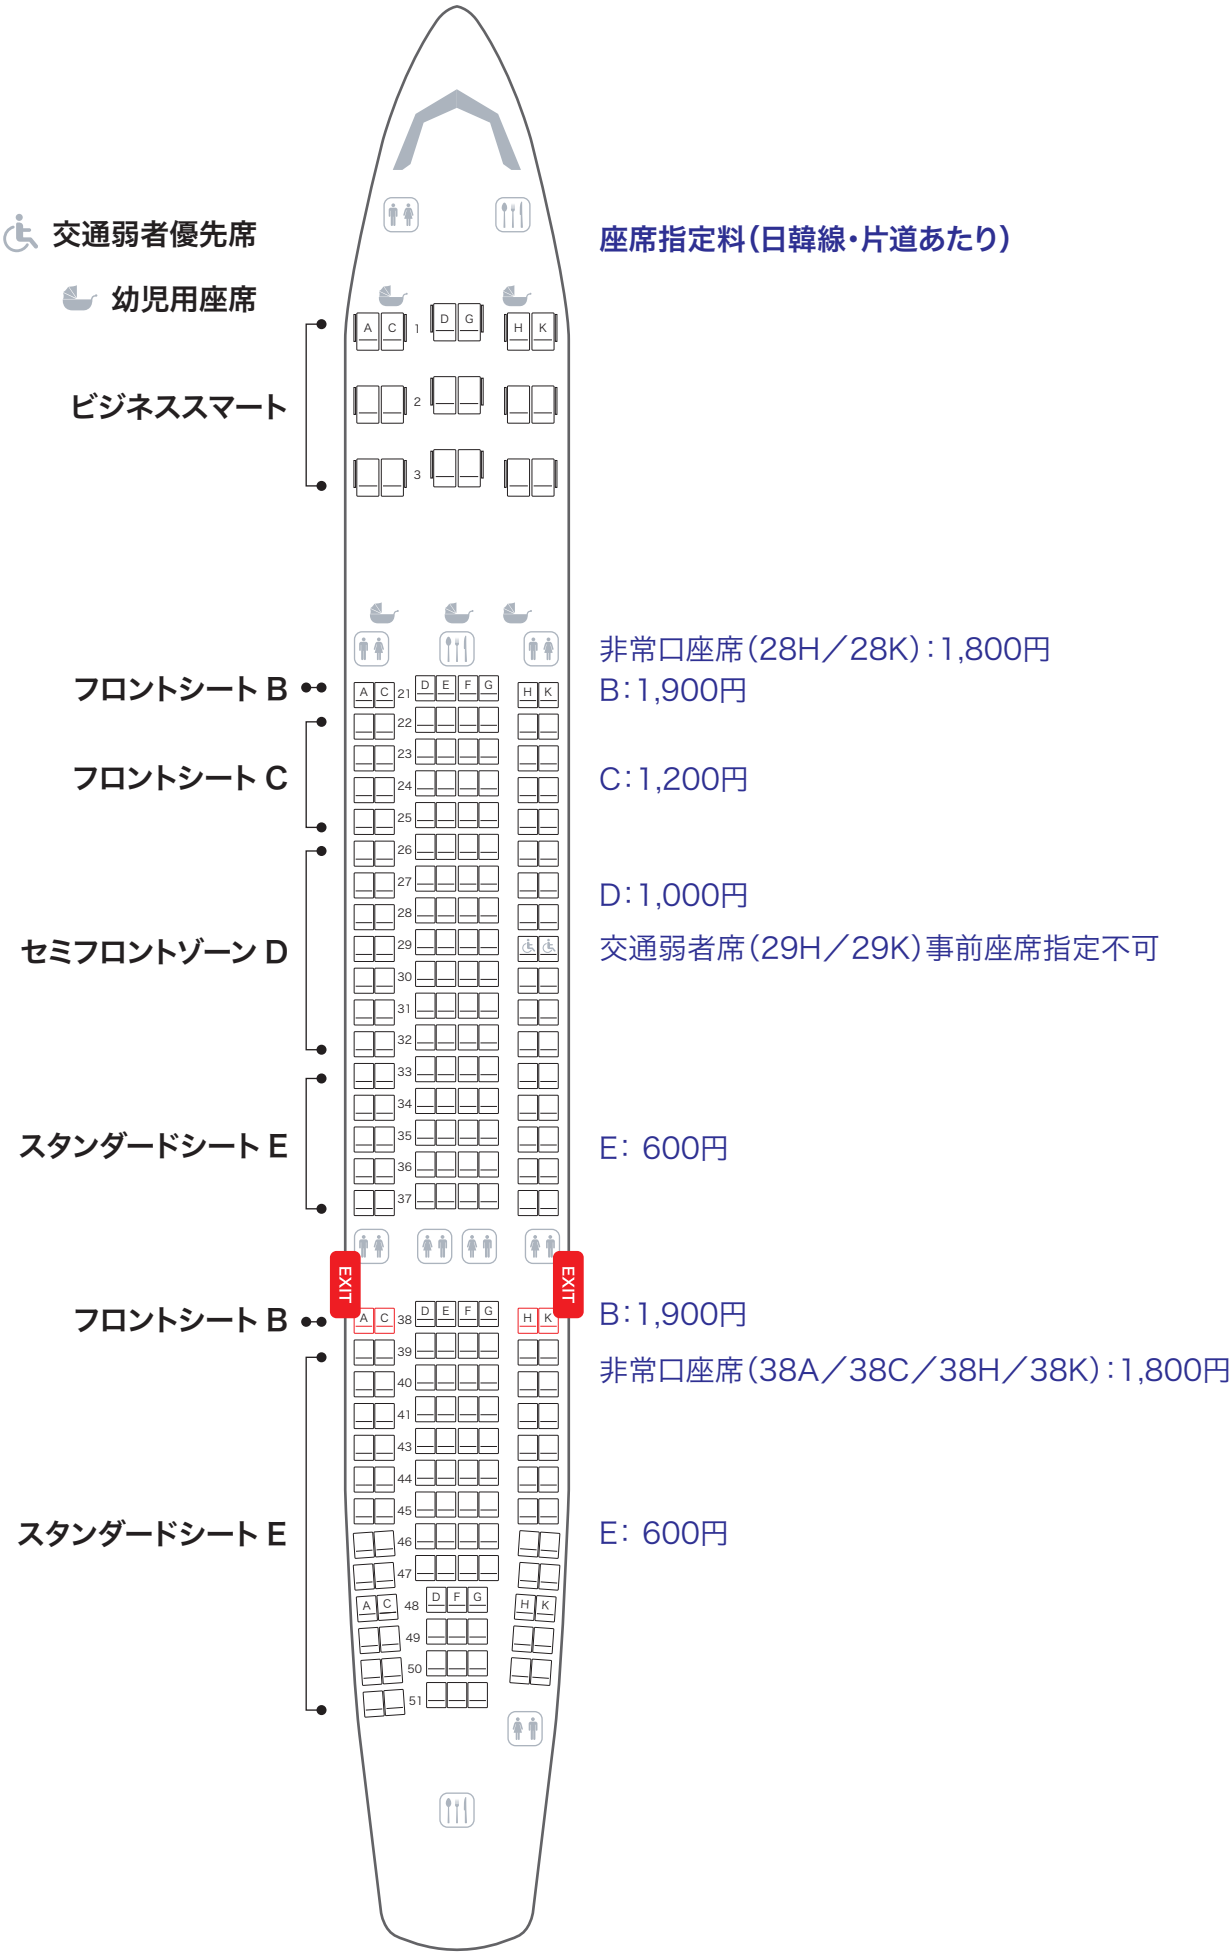 交通弱者優先席
座席指定料(日韓線・片道あたり)
幼児用座席
A C 1 D G H K
ビジネススマート
2
3
非常口座席(28H/28K):1,800円
フロントシート B
A C 21 D E F G H K
B:1,900円
22
23
フロントシート C
C:1,200円
24
25
26
27
D:1,000円
28
セミフロントゾーン D
29
交通弱者席(29H/29K)事前座席指定不可
30
31
32
33
34
35
スタンダードシート E
E: 600円
36
37
EXIT
EXIT
フロントシート B
A C 38 D E F G H K
B:1,900円
39
非常口座席(38A/38C/38H/38K):1,800円
40
41
43
44
45
スタンダードシート E
E: 600円
46
47
A C 48 D F G H K
49
50
51